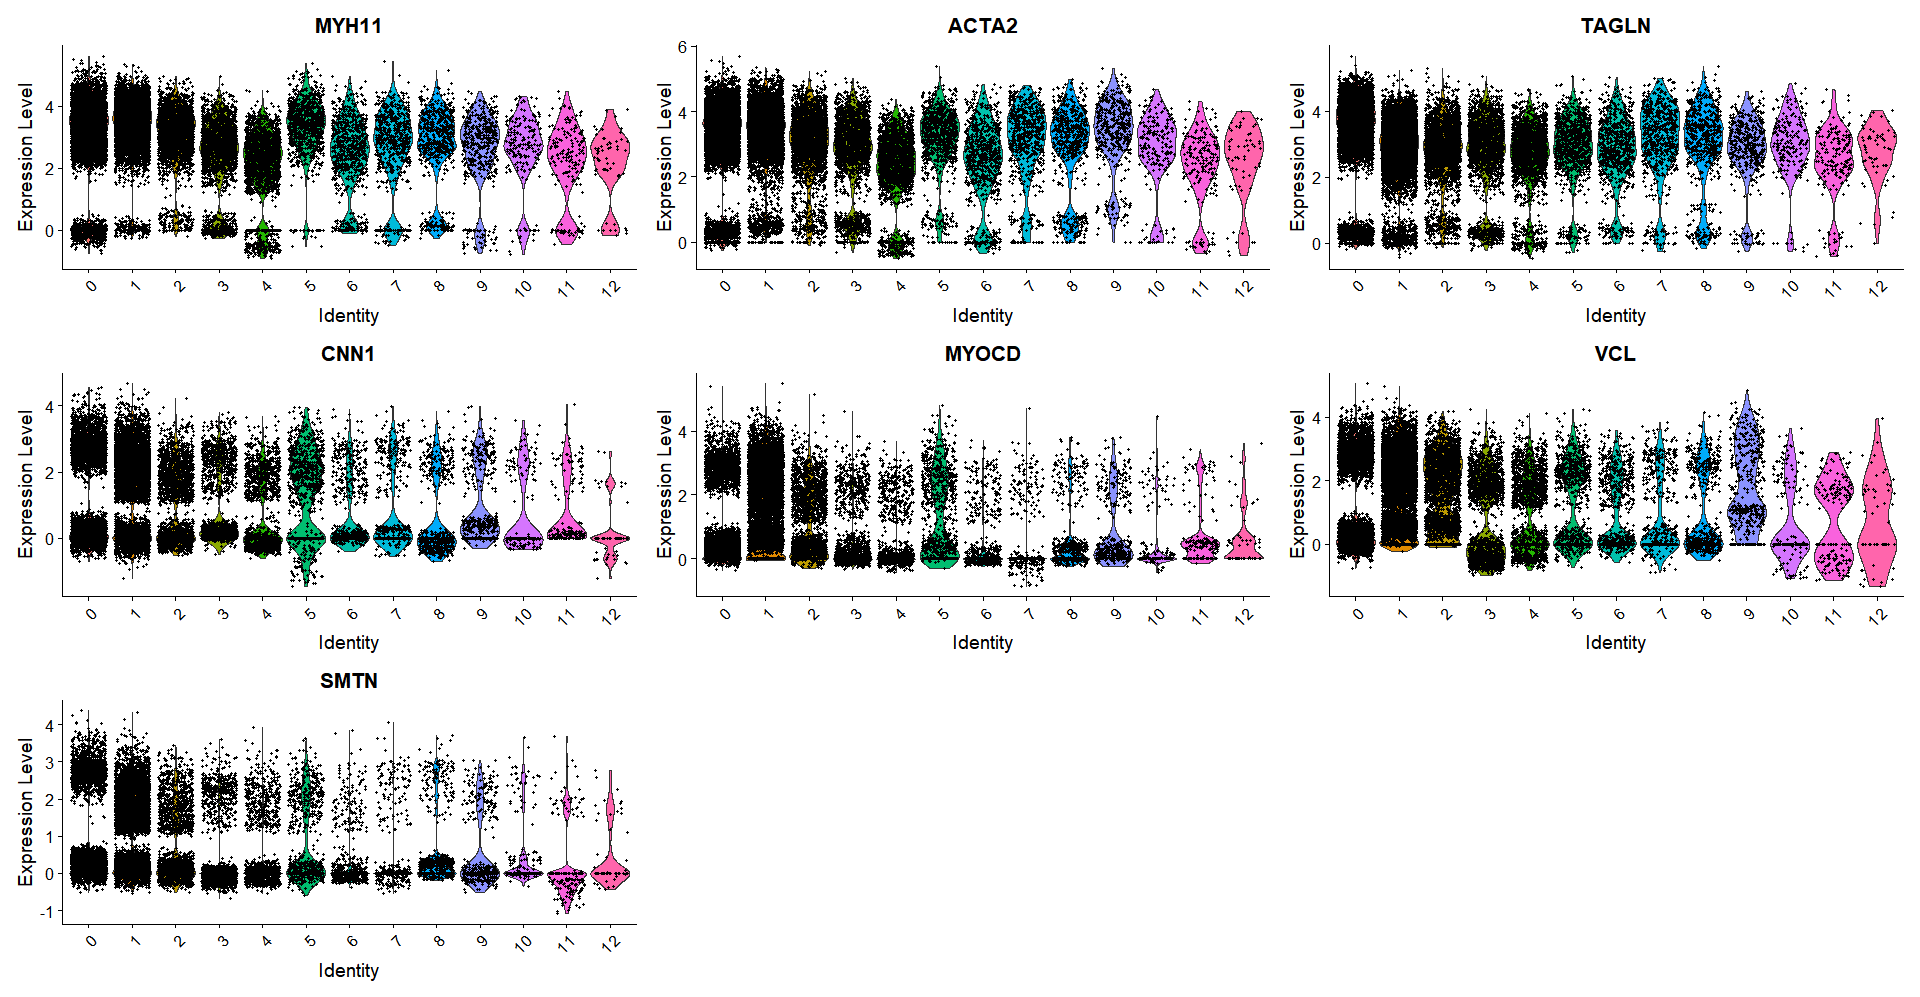 MYH11 ACTA2 TAGLN
Expression Level
4
2
0
0 1 2 3 4 5 6 7 8 9 10 11 12
Identity
Expression Level
6
4
2
0
0 1 2 3 4 5 6 7 8 9 10 11 12
Identity
Expression Level
4
2
0
0 1 2 3 4 5 6 7 8 9 10 11 12
Identity
CNN1 MYOCD VCL
Expression Level
4
2
0
0 1 2 3 4 5 6 7 8 9 10 11 12
Identity
Expression Level
4
2
0
0 1 2 3 4 5 6 7 8 9 10 11 12
Identity
Expression Level
4
2
0
0 1 2 3 4 5 6 7 8 9 10 11 12
Identity
SMTN
Expression Level
4
3
2
1
0
-1
0 1 2 3 4 5 6 7 8 9 10 11 12
Identity